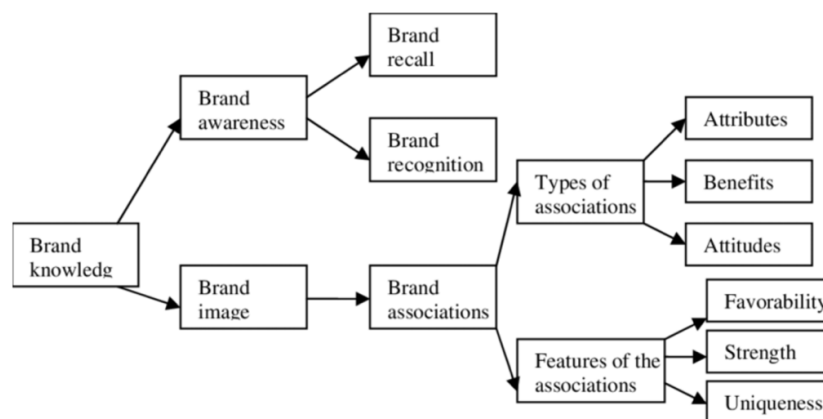 Brand
recall
Brand
awareness
Brand
recognition
Attributes
Types of
associations
Benefits
Attitudes
Brand
knowledg
Brand
image
Brand
associations
Favorability
Features of the
associations
Strength
Uniqueness